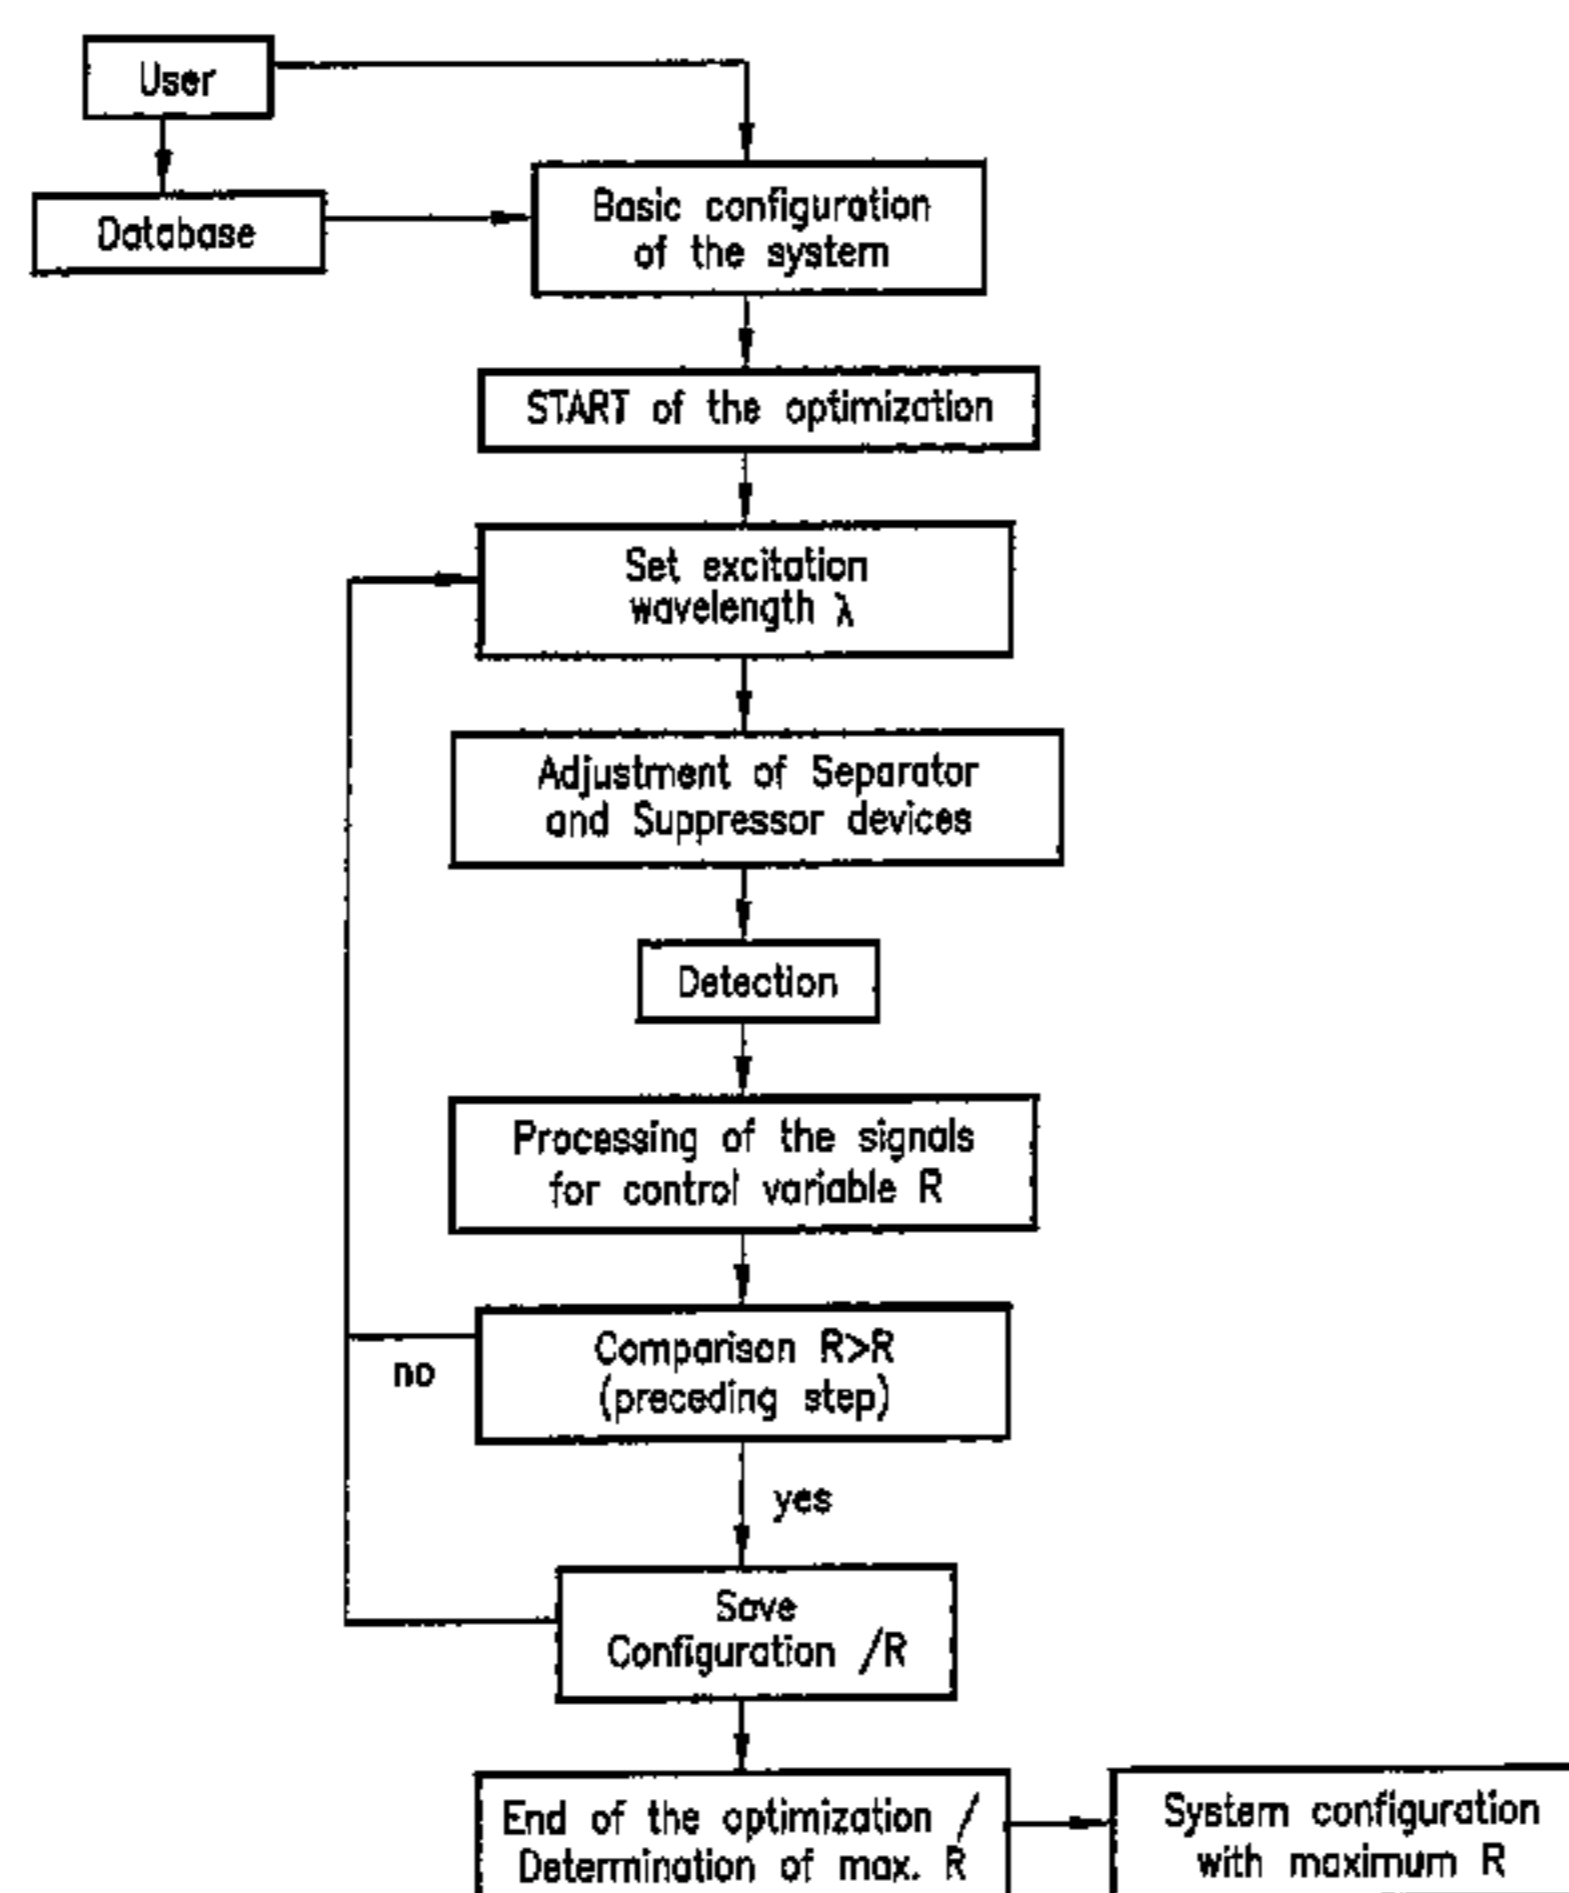 User
Database
Basic configuration
of the system
START of the optimization
Set excitation
wavelength λ
Adjustment of Separator
and Suppressor devices
Detection
Processing of the signals
for control variable R
Comparison R>R
(preceding step)
no
yes
Save
Configuration /R
End of the optimization /
Determination of max. R
System configuration
with maximum R